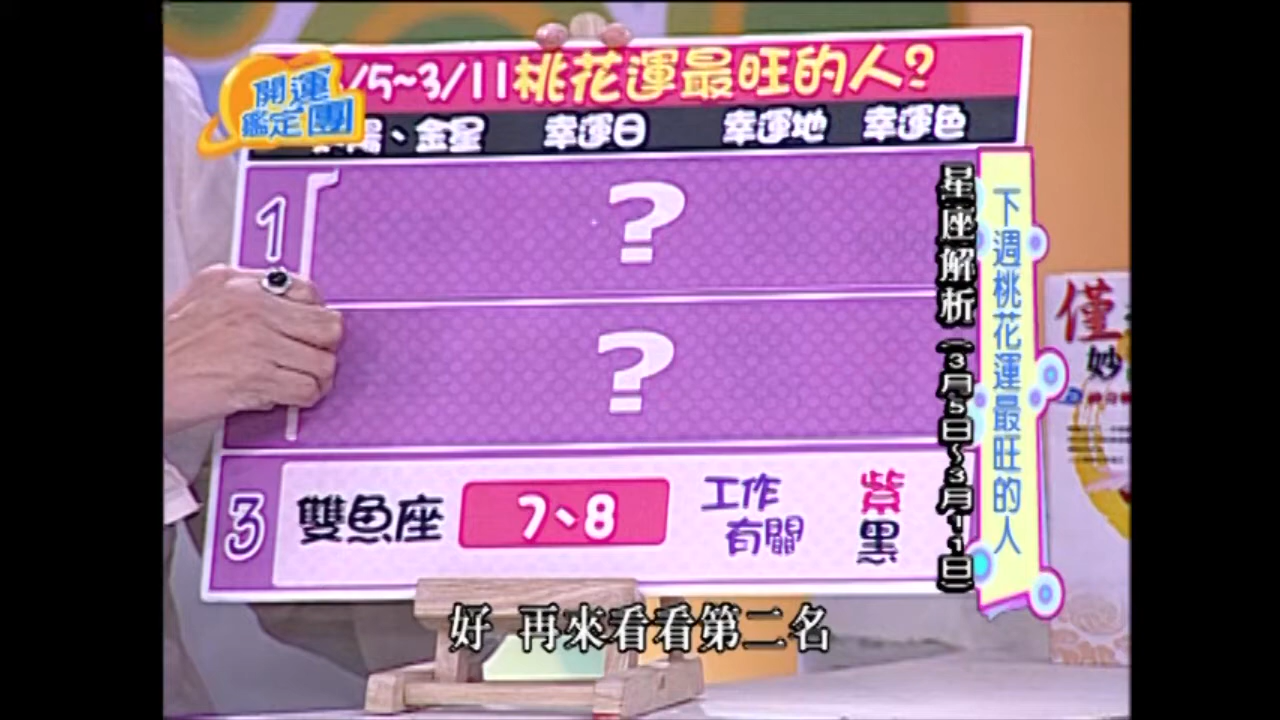 開運
鑑定團
/5~3/11桃花運最旺的人?
陽、金星 幸運日 幸運地 幸運色
1 ?
?
3 雙魚座 7、8 工作有關 紫黑
星座解析(3月5日~3月11日)
下週桃花運最旺的人
僅
妙
好 再來看看第二名